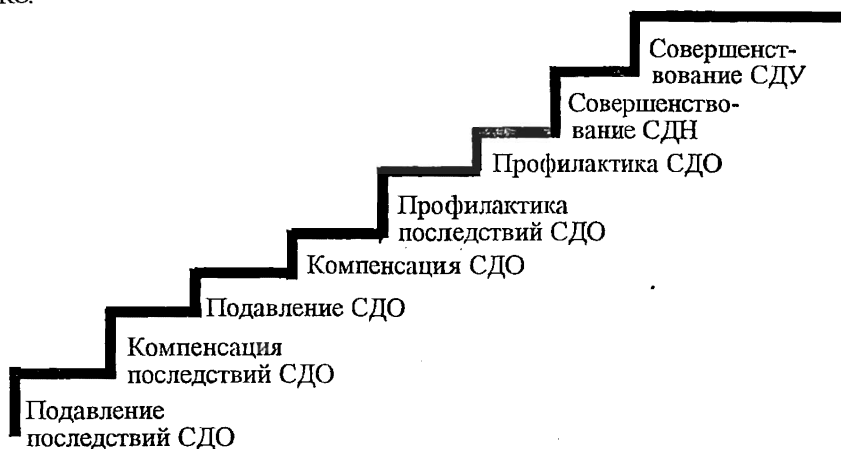 ко.
Совершенст-
вование СДУ
Совершенство-
вание СДН
Профилактика СДО
Профилактика
последствий СДО
Компенсация СДО
Подавление СДО
Компенсация
последствий СДО
Подавление
последствий СДО